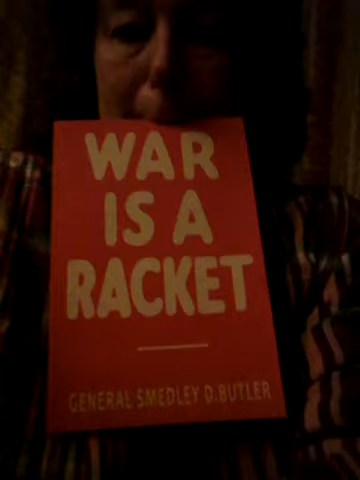 WAR
IS A
RACKET
GENERAL SMEDLEY D. BUTLER